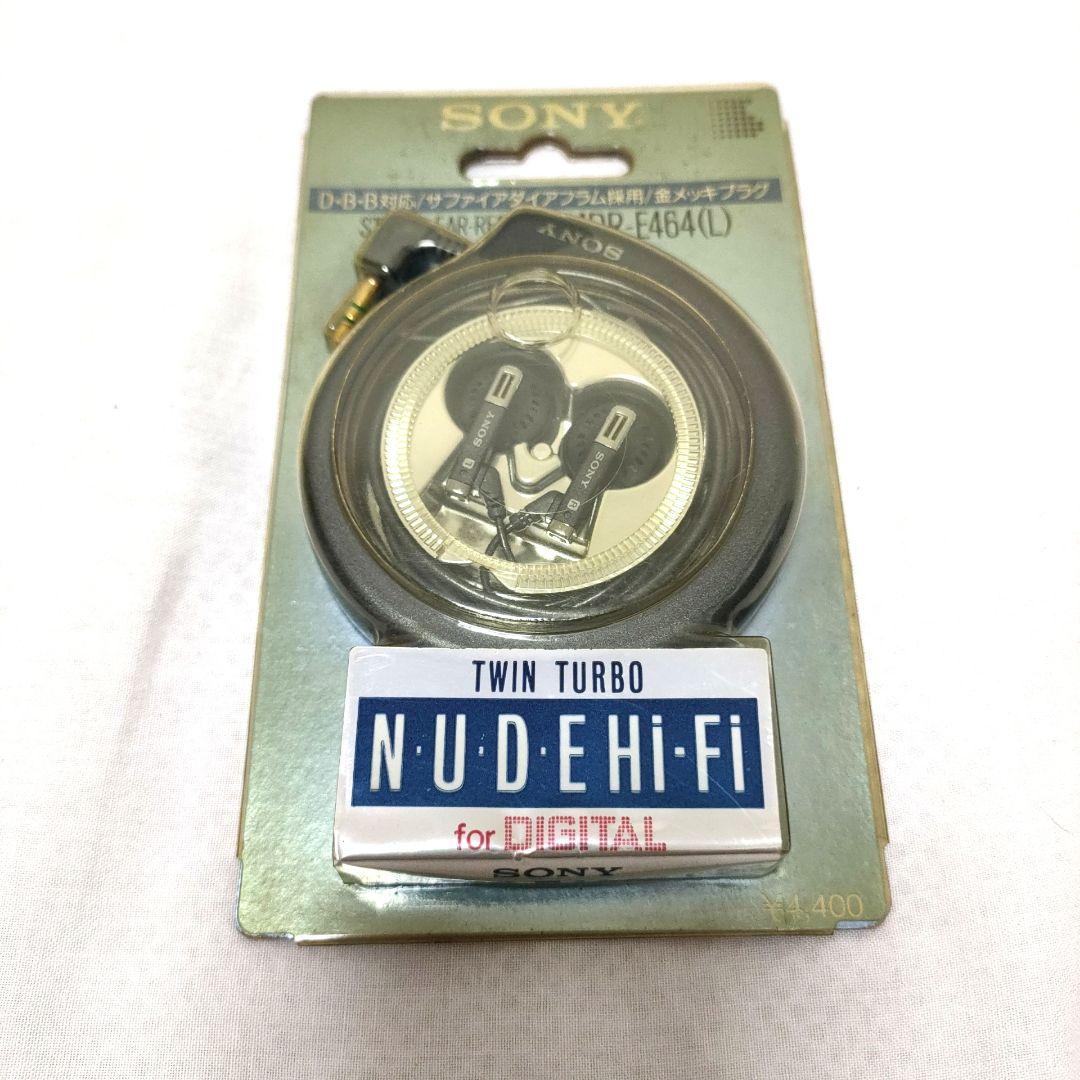 SONY
D・B・B対応/サファイアダイアフラム採用/金メッキプラグ
E464(L)
SONY
SONY
L
SONY
R
TWIN TURBO
N・U・D・E Hi-Fi
for DIGITAL
SONY
¥4,400